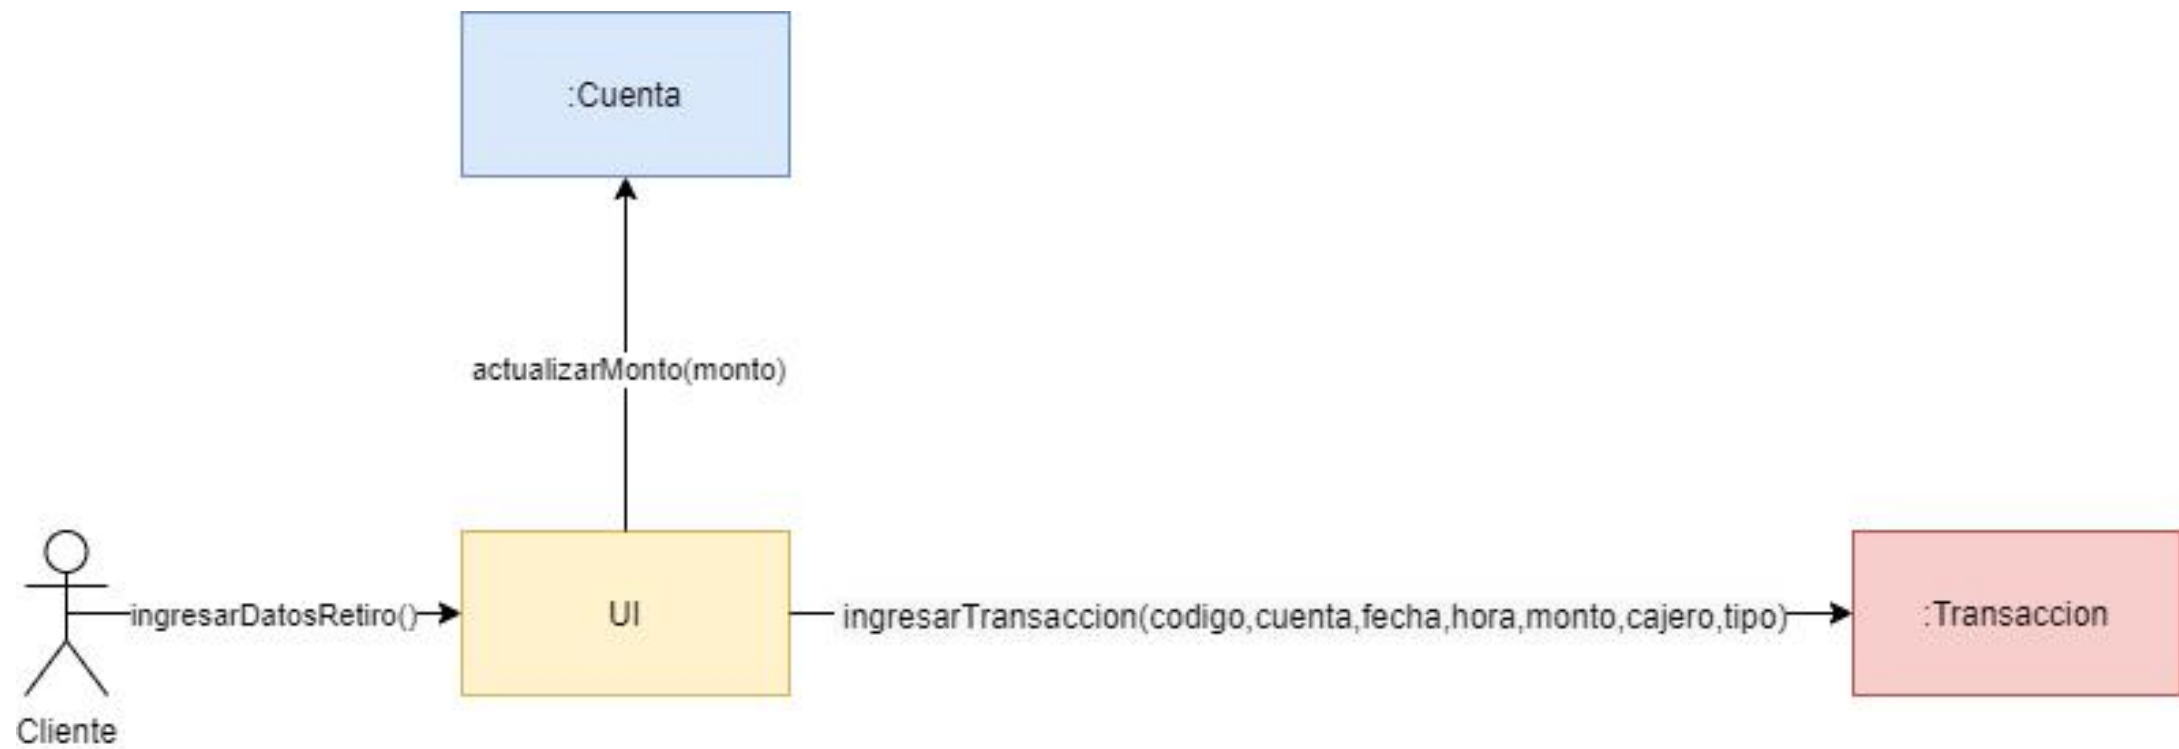 :Cuenta
actualizarMonto(monto)
ingresarDatosRetiro()
UI
ingresarTransaccion(codigo,cuenta,fecha,hora,monto,cajero,tipo)
:Transaccion
Cliente